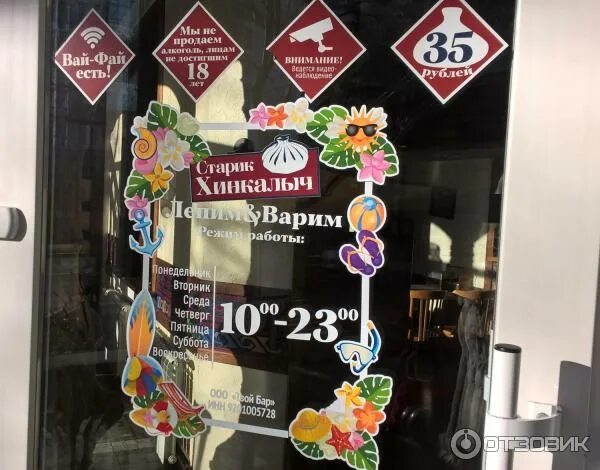 Вай-Фай
есть!
Мы не
продаем
алкоголь, лицам
не достигшим
18
лет
ВНИМАНИЕ!
Ведется видео-
наблюдение
35
рублей
Старик
Хинкалыч
Лепим&Варим
Режим работы:
Понедельник
Вторник
Среда
Четверг
Пятница
Суббота
Воскресенье
10⁰⁰-23⁰⁰
ООО «Твой Бар»
ИНН 9201005728
ОТЗОВИК